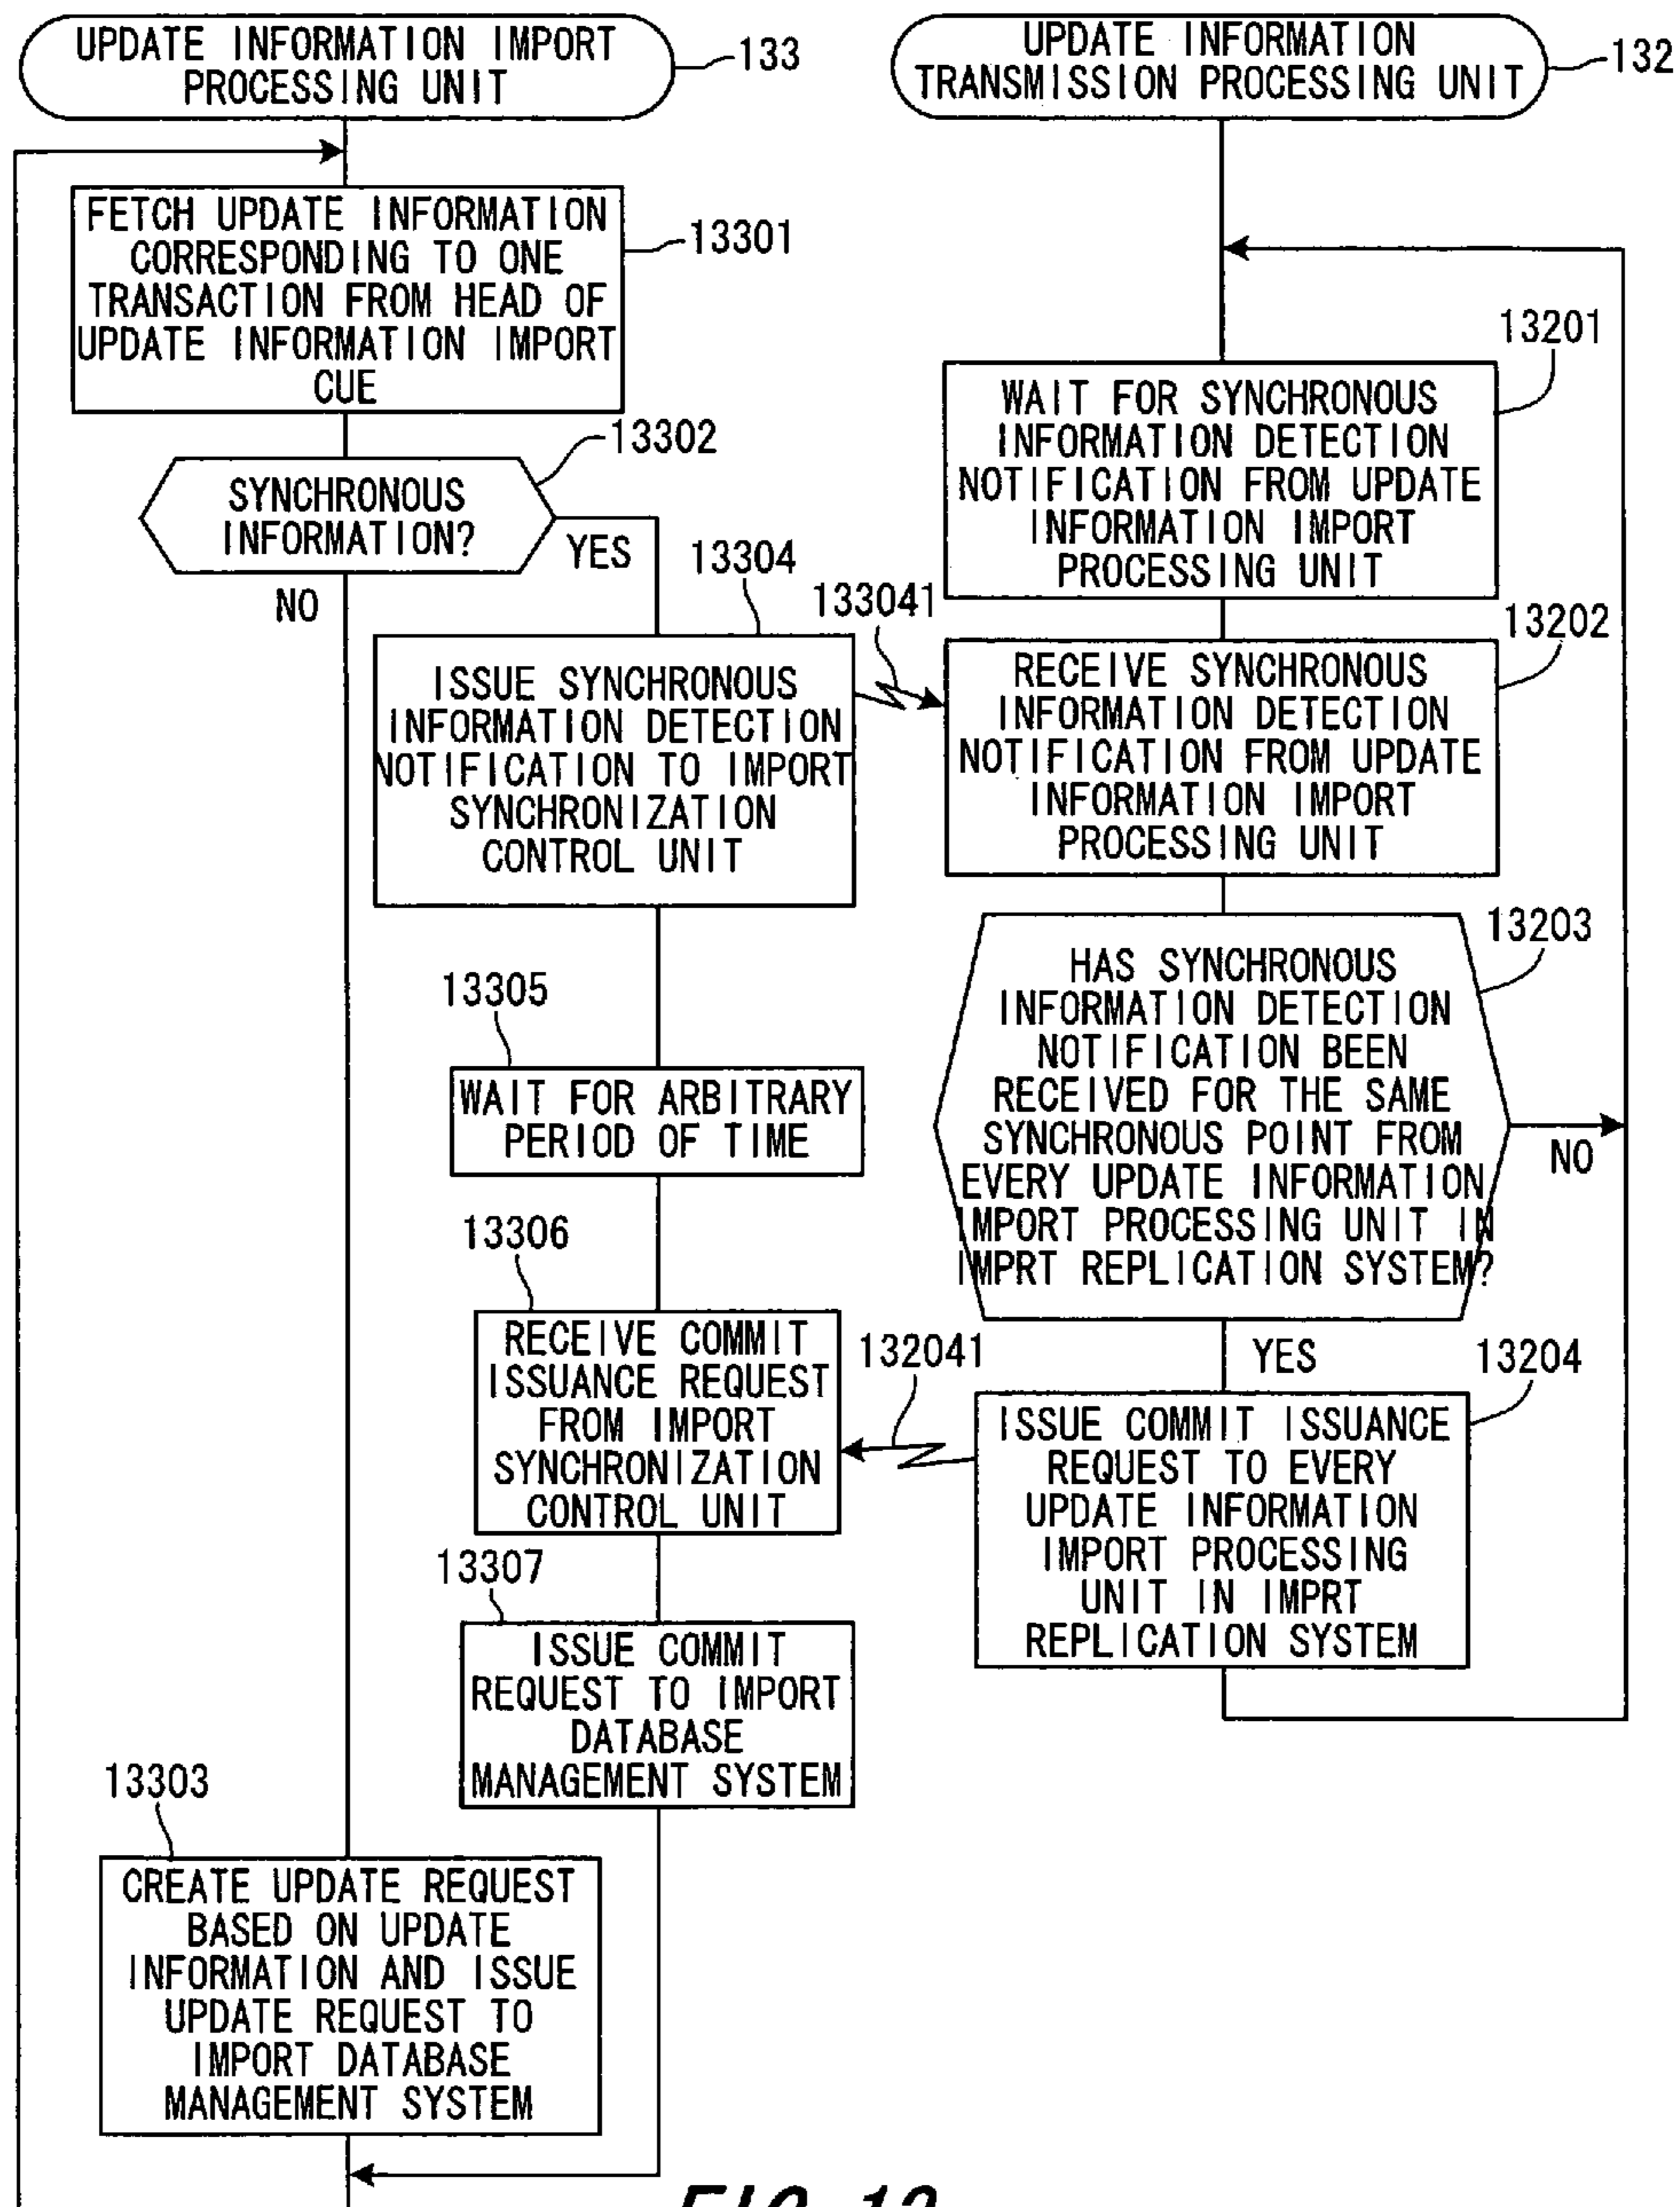 UPDATE INFORMATION IMPORT
PROCESSING UNIT
133
FETCH UPDATE INFORMATION
CORRESPONDING TO ONE
TRANSACTION FROM HEAD OF
UPDATE INFORMATION IMPORT
CUE
13301
13302
SYNCHRONOUS
INFORMATION?
YES
NO
13304
133041
ISSUE SYNCHRONOUS
INFORMATION DETECTION
NOTIFICATION TO IMPORT
SYNCHRONIZATION
CONTROL UNIT
13305
WAIT FOR ARBITRARY
PERIOD OF TIME
13306
RECEIVE COMMIT
ISSUANCE REQUEST
FROM IMPORT
SYNCHRONIZATION
CONTROL UNIT
13307
ISSUE COMMIT
REQUEST TO IMPORT
DATABASE
MANAGEMENT SYSTEM
13303
CREATE UPDATE REQUEST
BASED ON UPDATE
INFORMATION AND ISSUE
UPDATE REQUEST TO
IMPORT DATABASE
MANAGEMENT SYSTEM
UPDATE INFORMATION
TRANSMISSION PROCESSING UNIT
132
13201
WAIT FOR SYNCHRONOUS
INFORMATION DETECTION
NOTIFICATION FROM UPDATE
INFORMATION IMPORT
PROCESSING UNIT
13202
RECEIVE SYNCHRONOUS
INFORMATION DETECTION
NOTIFICATION FROM UPDATE
INFORMATION IMPORT
PROCESSING UNIT
13203
HAS SYNCHRONOUS
INFORMATION DETECTION
NOTIFICATION BEEN
RECEIVED FOR THE SAME
SYNCHRONOUS POINT FROM
EVERY UPDATE INFORMATION
IMPORT PROCESSING UNIT IN
IMPRT REPLICATION SYSTEM?
NO
YES
132041
13204
ISSUE COMMIT ISSUANCE
REQUEST TO EVERY
UPDATE INFORMATION
IMPORT PROCESSING
UNIT IN IMPRT
REPLICATION SYSTEM